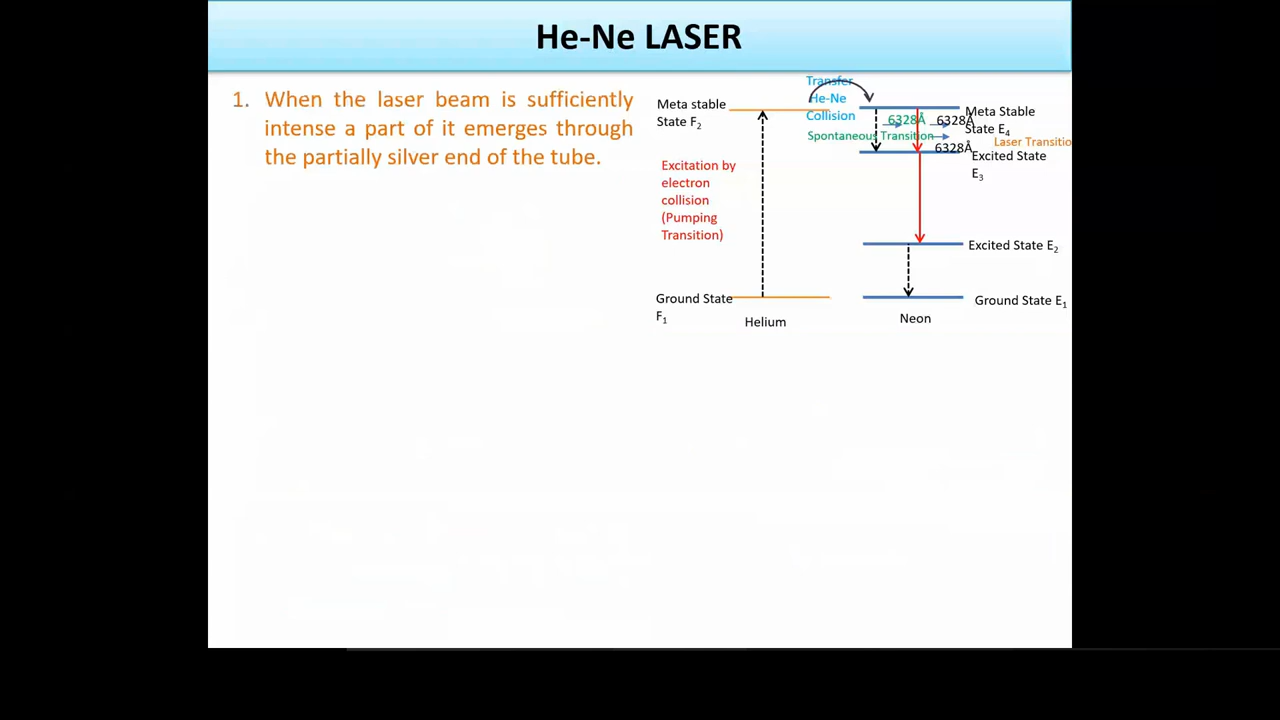 He-Ne LASER
1. When the laser beam is sufficiently
intense a part of it emerges through
the partially silver end of the tube.
Transfer
He-Ne
Collision
Meta stable
State F2
6328Å
6328Å
Meta Stable
State E4
Spontaneous Transition
6328Å
Laser Transitio
Excited State
E3
Excitation by
electron
collision
(Pumping
Transition)
Excited State E2
Ground State
F1
Ground State E1
Helium
Neon